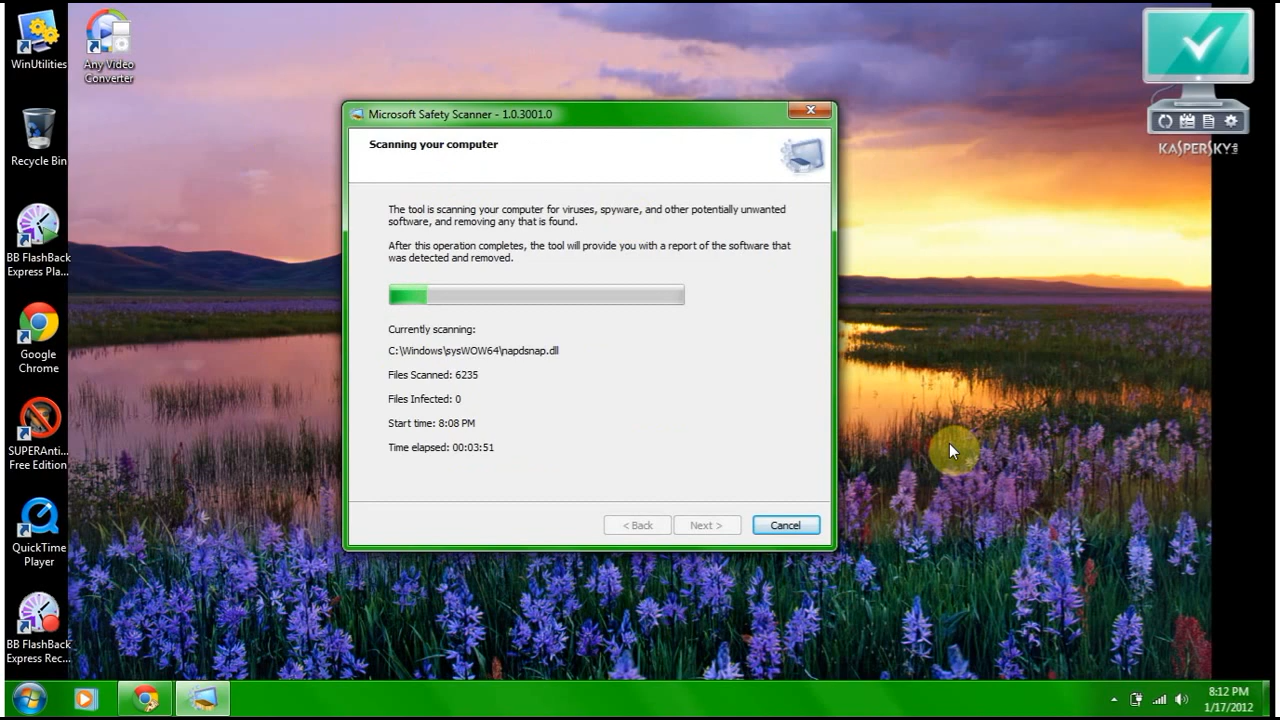 WinUtilities
Any Video
Converter
Recycle Bin
BB FlashBack
Express Pla...
Google
Chrome
SUPERAnti...
Free Edition
QuickTime
Player
BB FlashBack
Express Rec...
Microsoft Safety Scanner - 1.0.3001.0
Scanning your computer
The tool is scanning your computer for viruses, spyware, and other potentially unwanted
software, and removing any that is found.
After this operation completes, the tool will provide you with a report of the software that
was detected and removed.
Currently scanning:
C:\Windows\sysWOW64\napdsnap.dll
Files Scanned: 6235
Files Infected: 0
Start time: 8:08 PM
Time elapsed: 00:03:51
< Back
Next >
Cancel
KASPERSKY
8:12 PM
1/17/2012